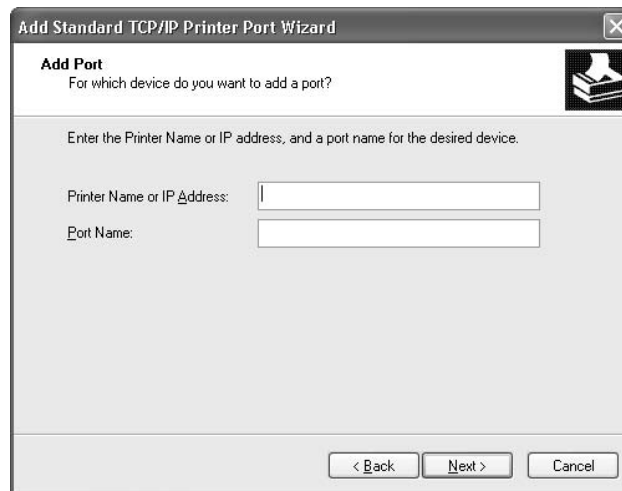 Add Standard TCP/IP Printer Port Wizard
Add Port
For which device do you want to add a port?
Enter the Printer Name or IP address, and a port name for the desired device.
Printer Name or IP Address:
Port Name:
< Back
Next >
Cancel